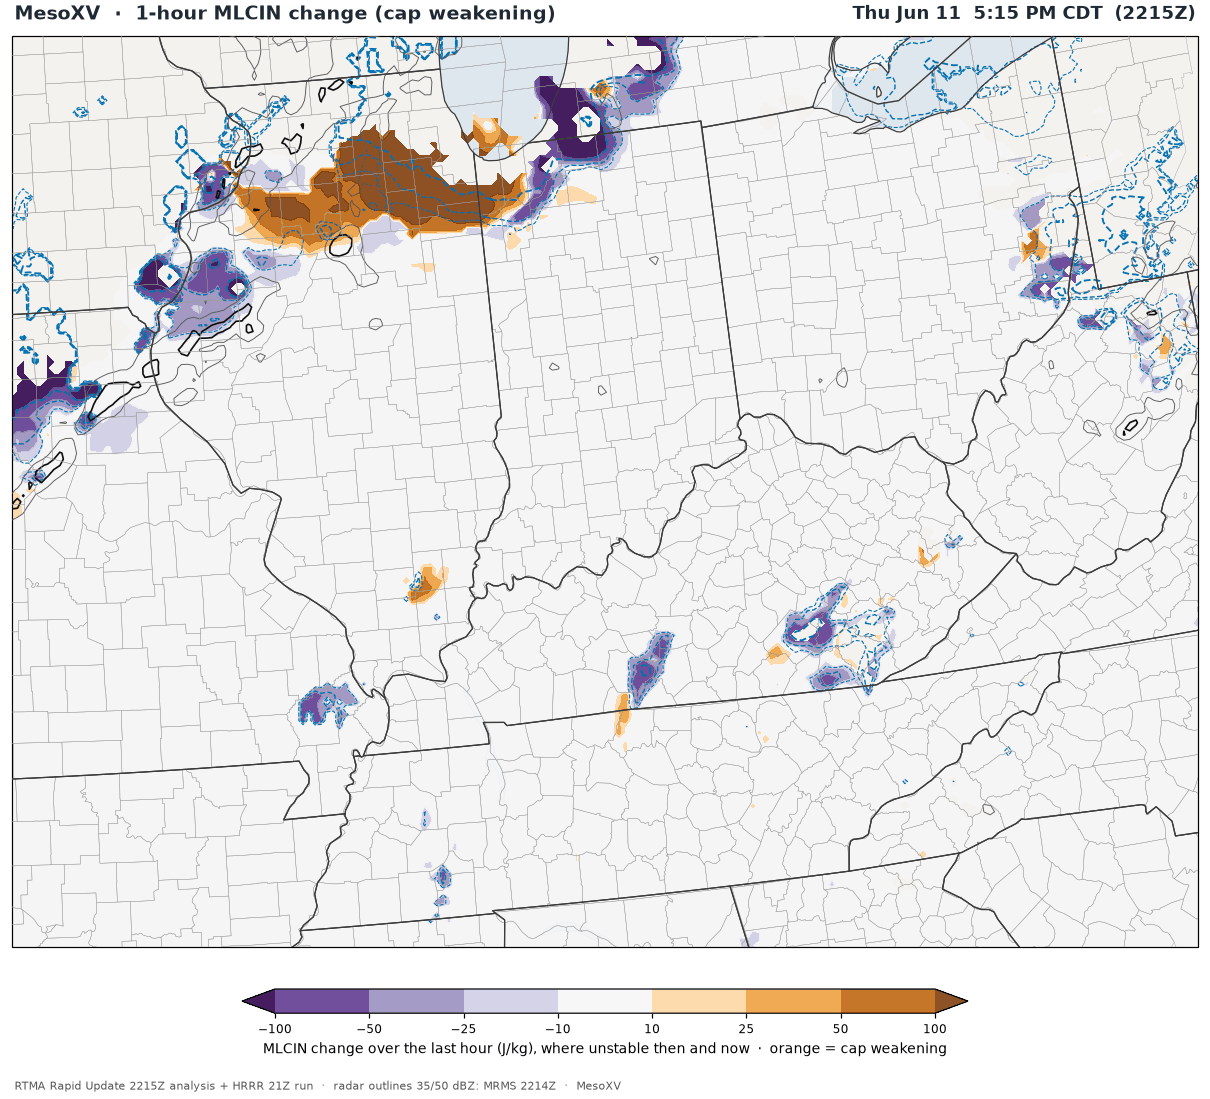 MesoXV · 1-hour MLCIN change (cap weakening)
Thu Jun 11 5:15 PM CDT (2215Z)
−100 −50 −25 −10 10 25 50 100
MLCIN change over the last hour (J/kg), where unstable then and now · orange = cap weakening
RTMA Rapid Update 2215Z analysis + HRRR 21Z run · radar outlines 35/50 dBZ: MRMS 2214Z · MesoXV